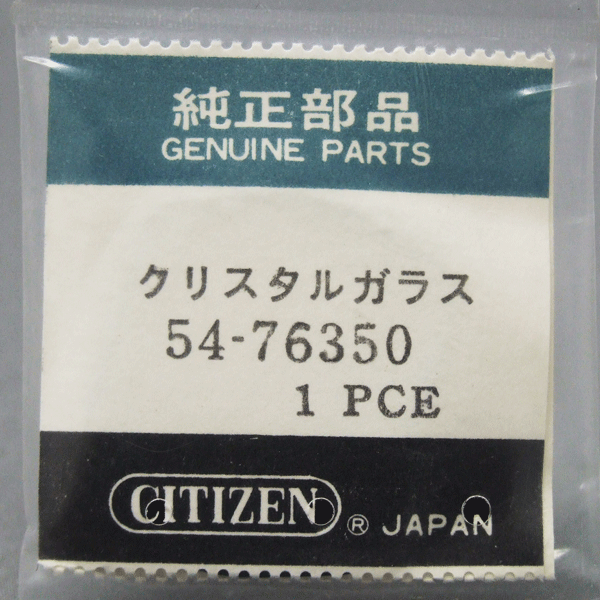 純正部品
GENUINE PARTS
クリスタルガラス
54-76350
1 PCE
CITIZEN ® JAPAN